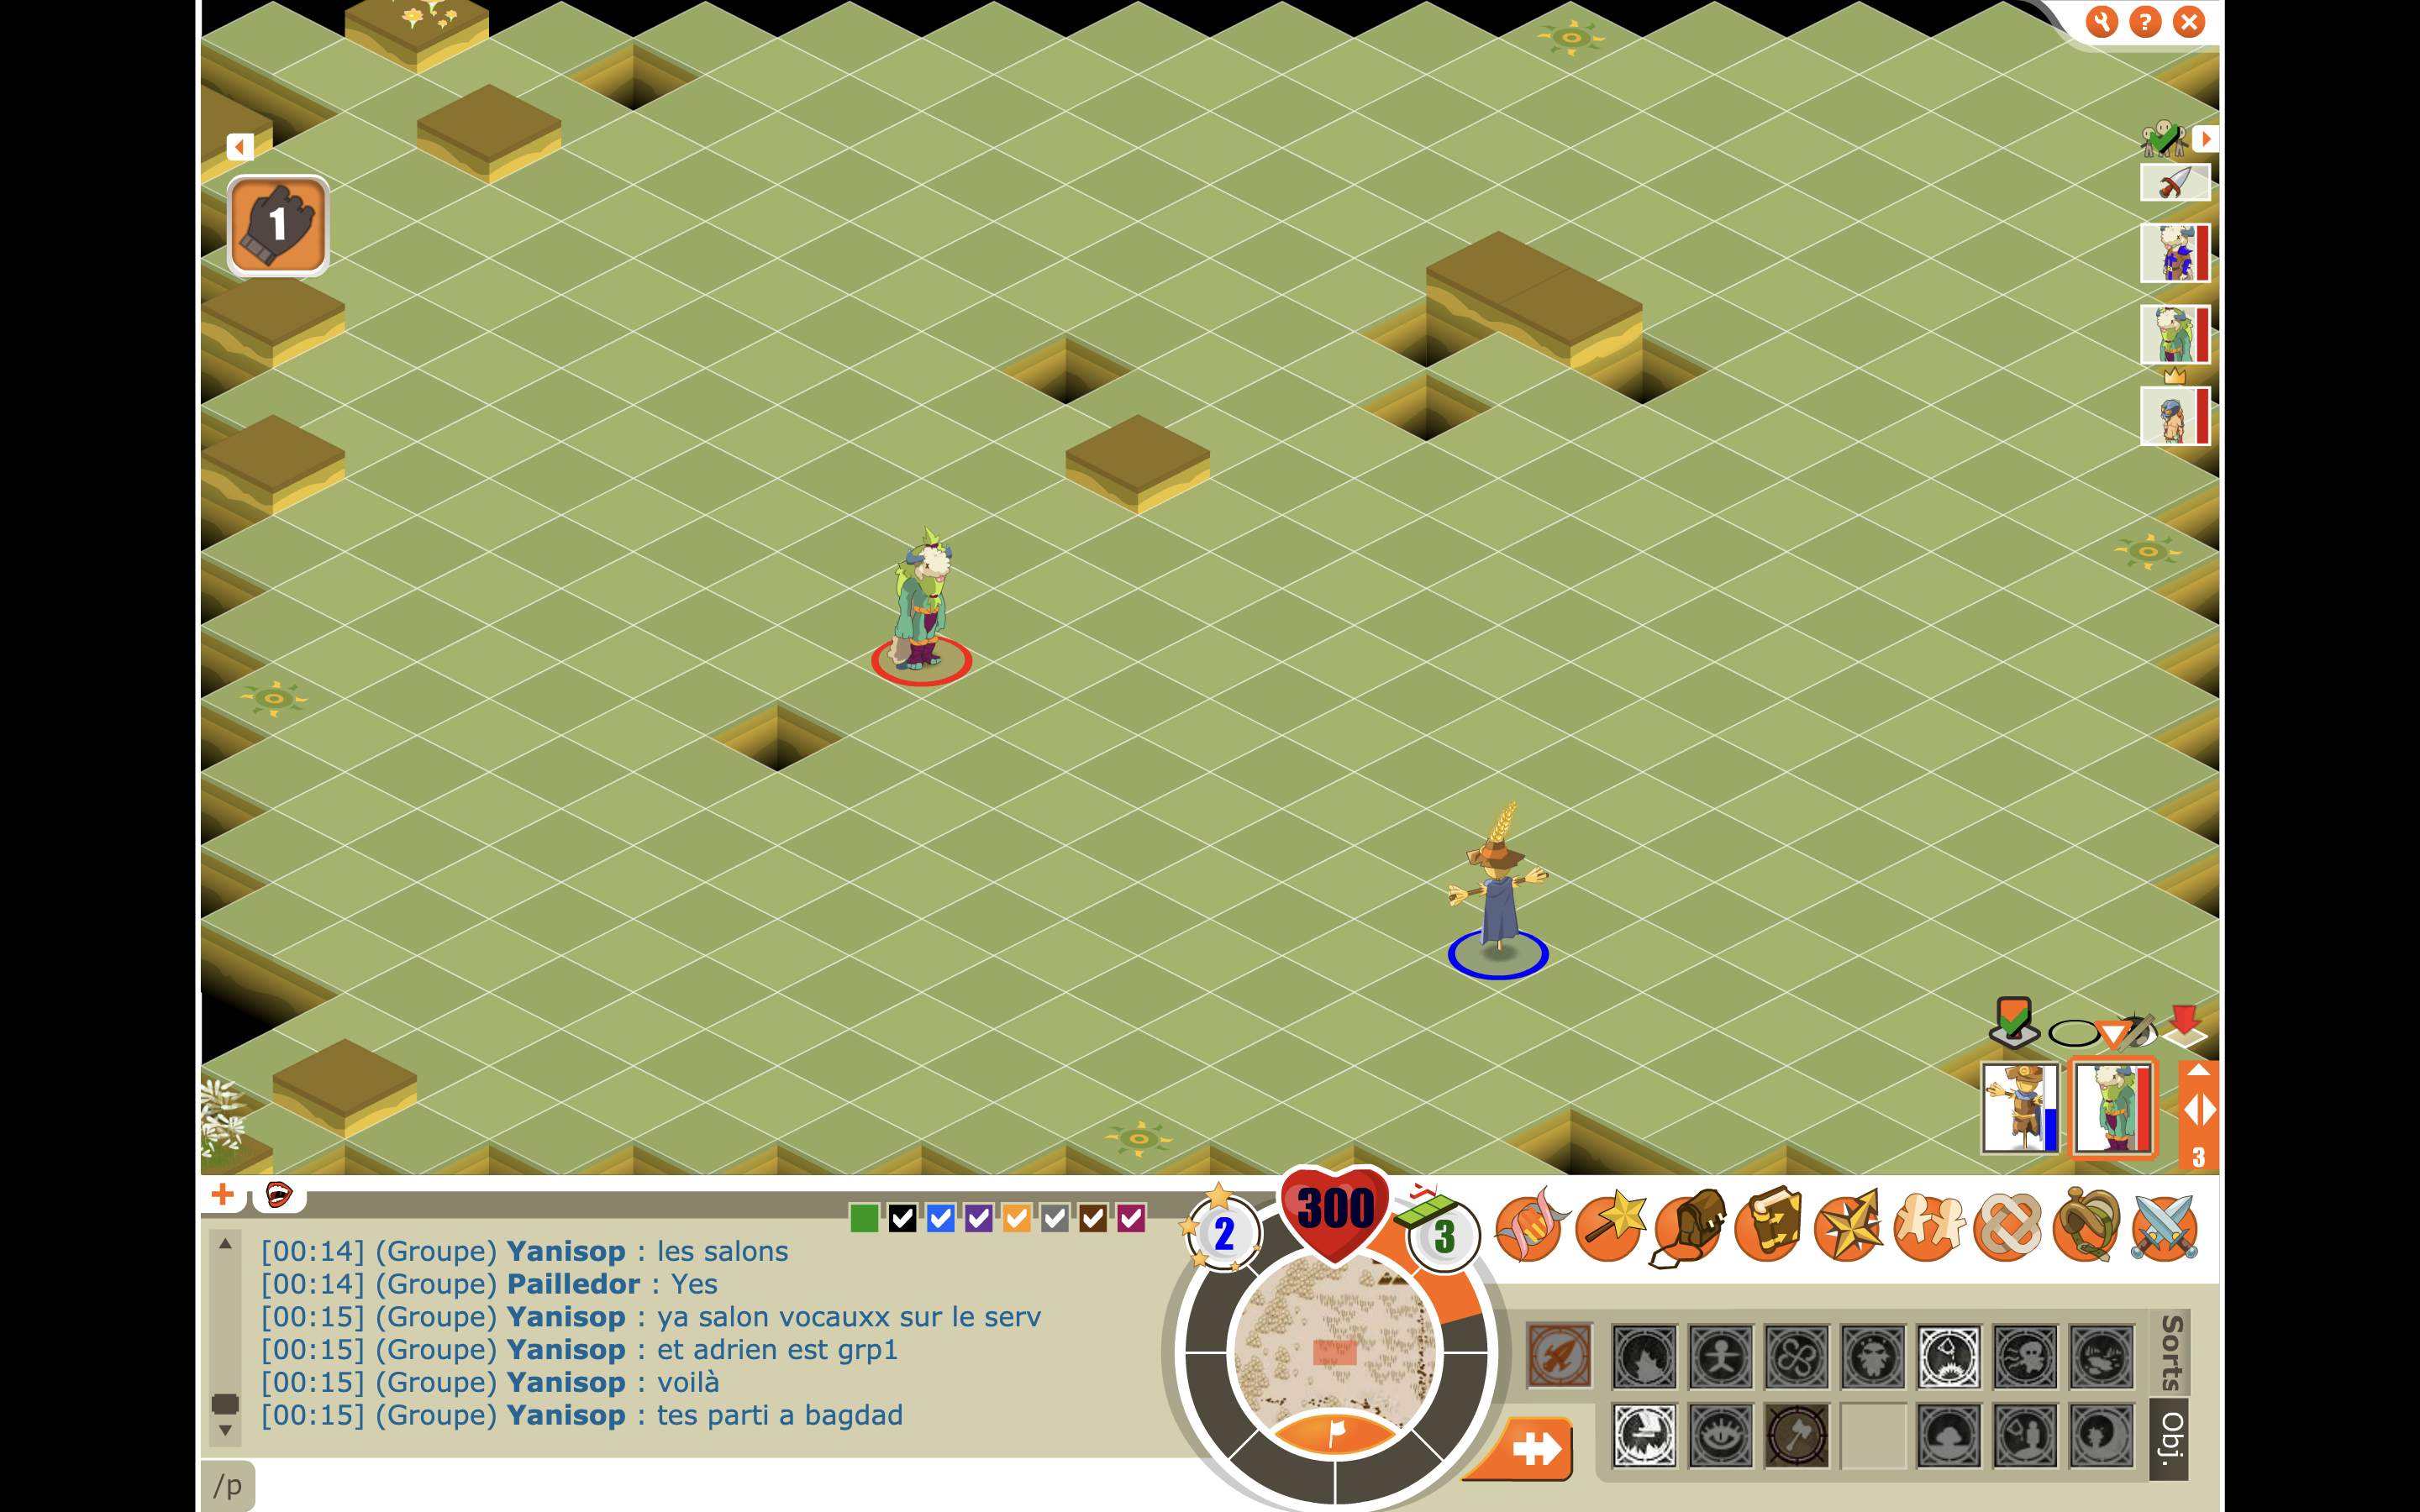 ?
1
3
[00:14] (Groupe) Yanisop : les salons
[00:14] (Groupe) Pailledor : Yes
[00:15] (Groupe) Yanisop : ya salon vocauxx sur le serv
[00:15] (Groupe) Yanisop : et adrien est grp1
[00:15] (Groupe) Yanisop : voilà
[00:15] (Groupe) Yanisop : tes parti a bagdad
/p
2
300
3
Sorts
Obj.